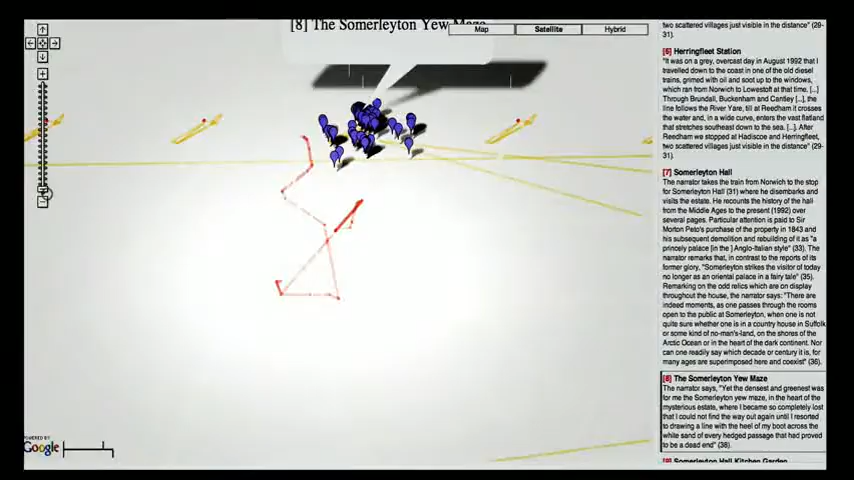 [8] The Somerleyton Yew Maze
Map
Satellite
Hybrid
POWERED BY
Google
two scattered villages just visible in the distance" (29-
31).
[6] Herringfleet Station
"It was on a grey, overcast day in August 1992 that I
travelled down to the coast in one of the old diesel
trains, grimed with oil and soot up to the windows,
which ran from Norwich to Lowestoft at that time. [...]
Through Brundall, Buckenham and Cantley [...], the
line follows the River Yare, till at Reedham it crosses
the water and, in a wide curve, enters the vast flatland
that stretches southeast down to the sea. [...]. After
Reedham we stopped at Hadiscoe and Herringfleet,
two scattered villages just visible in the distance" (29-
31).
[7] Somerleyton Hall
The narrator takes the train from Norwich to the stop
for Somerleyton Hall (31) where he disembarks and
visits the estate. He recounts the history of the hall
from the Middle Ages to the present (1992) over
several pages. Particular attention is paid to Sir
Morton Peto's purchase of the property in 1843 and
his subsequent demolition and rebuilding of it as "a
princely palace [in the ] Anglo-Italian style" (33). The
narrator remarks that, in contrast to the reports of its
former glory, "Somerleyton strikes the visitor of today
no longer as an oriental palace in a fairy tale" (35).
Remarking on the odd relics which are on display
throughout the house, the narrator says: "There are
indeed moments, as one passes through the rooms
open to the public at Somerleyton, when one is not
quite sure whether one is in a country house in Suffolk
or some kind of no-man's-land, on the shores of the
Arctic Ocean or in the heart of the dark continent. Nor
can one readily say which decade or century it is, for
many ages are superimposed here and coexist" (36).
[8] The Somerleyton Yew Maze
The narrator says, "Yet the densest and greenest was
for me the Somerleyton yew maze, in the heart of the
mysterious estate, where I became so completely lost
that I could not find the way out again until I resorted
to drawing a line with the heel of my boot across the
white sand of every hedged passage that had proved
to be a dead end" (38).
[9] Somerleyton Hall Kitchen Garden